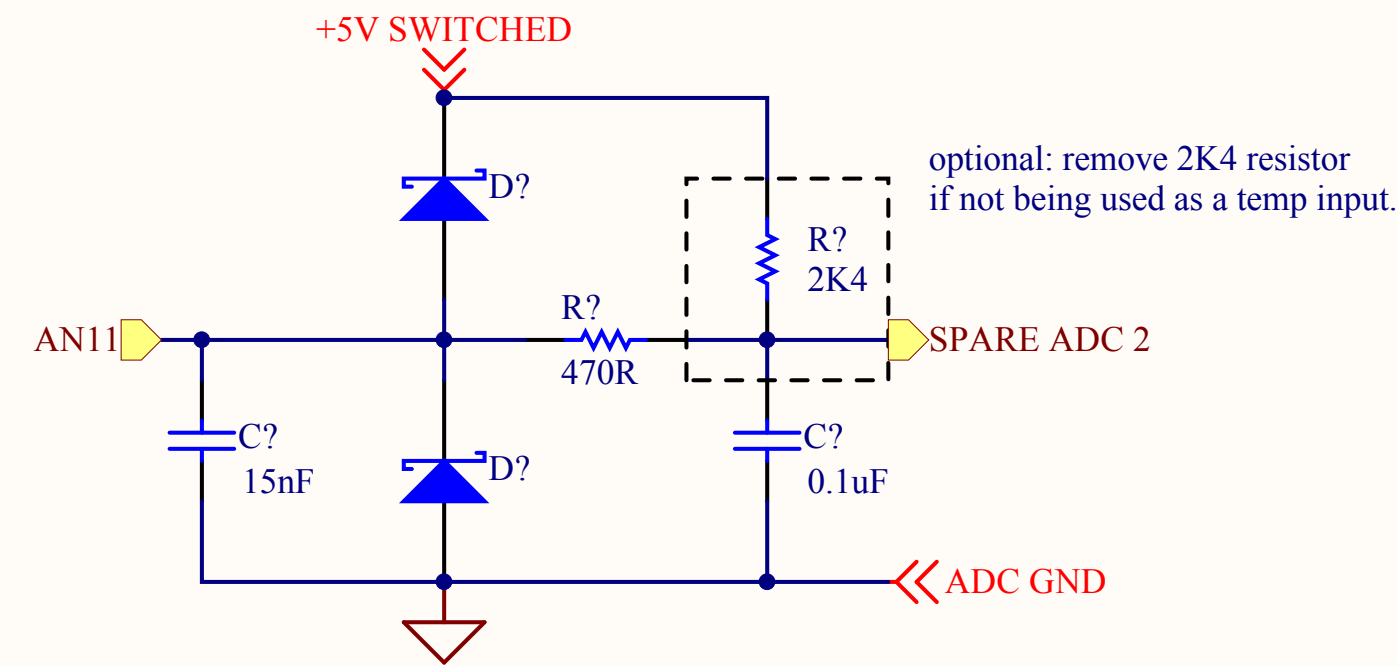 +5V SWITCHED
optional: remove 2K4 resistor
if not being used as a temp input.
D?
R?
2K4
R?
470R
AN11
SPARE ADC 2
C?
15nF
D?
C?
0.1uF
ADC GND